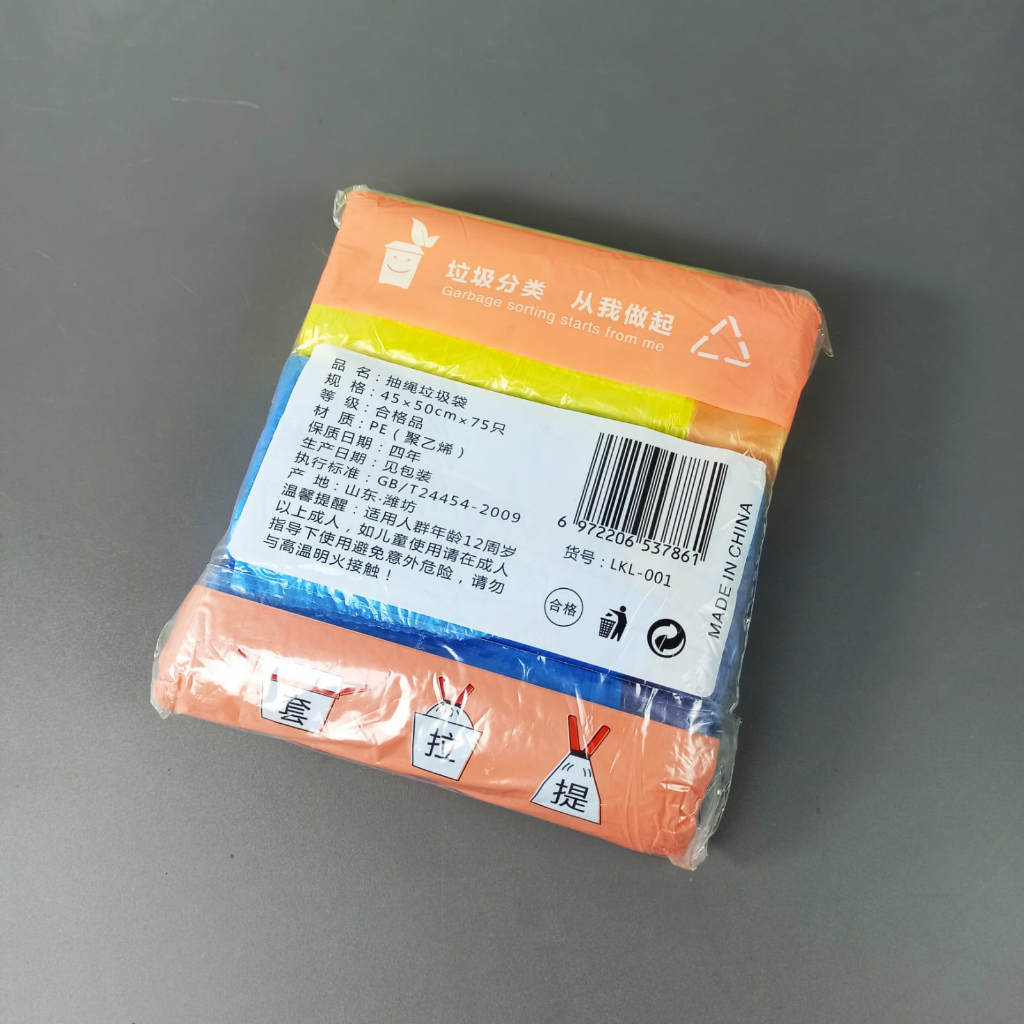 垃圾分类 从我做起
Garbage sorting starts from me
品 名：抽绳垃圾袋
规 格：45×50cm×75只
等 级：合格品
材 质：PE（聚乙烯）
保质日期：四年
生产日期：见包装
执行标准：GB/T24454-2009
产 地：山东·潍坊
温馨提醒：适用人群年龄12周岁
以上成人，如儿童使用请在成人
指导下使用避免意外危险，请勿
与高温明火接触！
6 972206 537861
货号：LKL-001
合格
MADE IN CHINA
套
拉
提